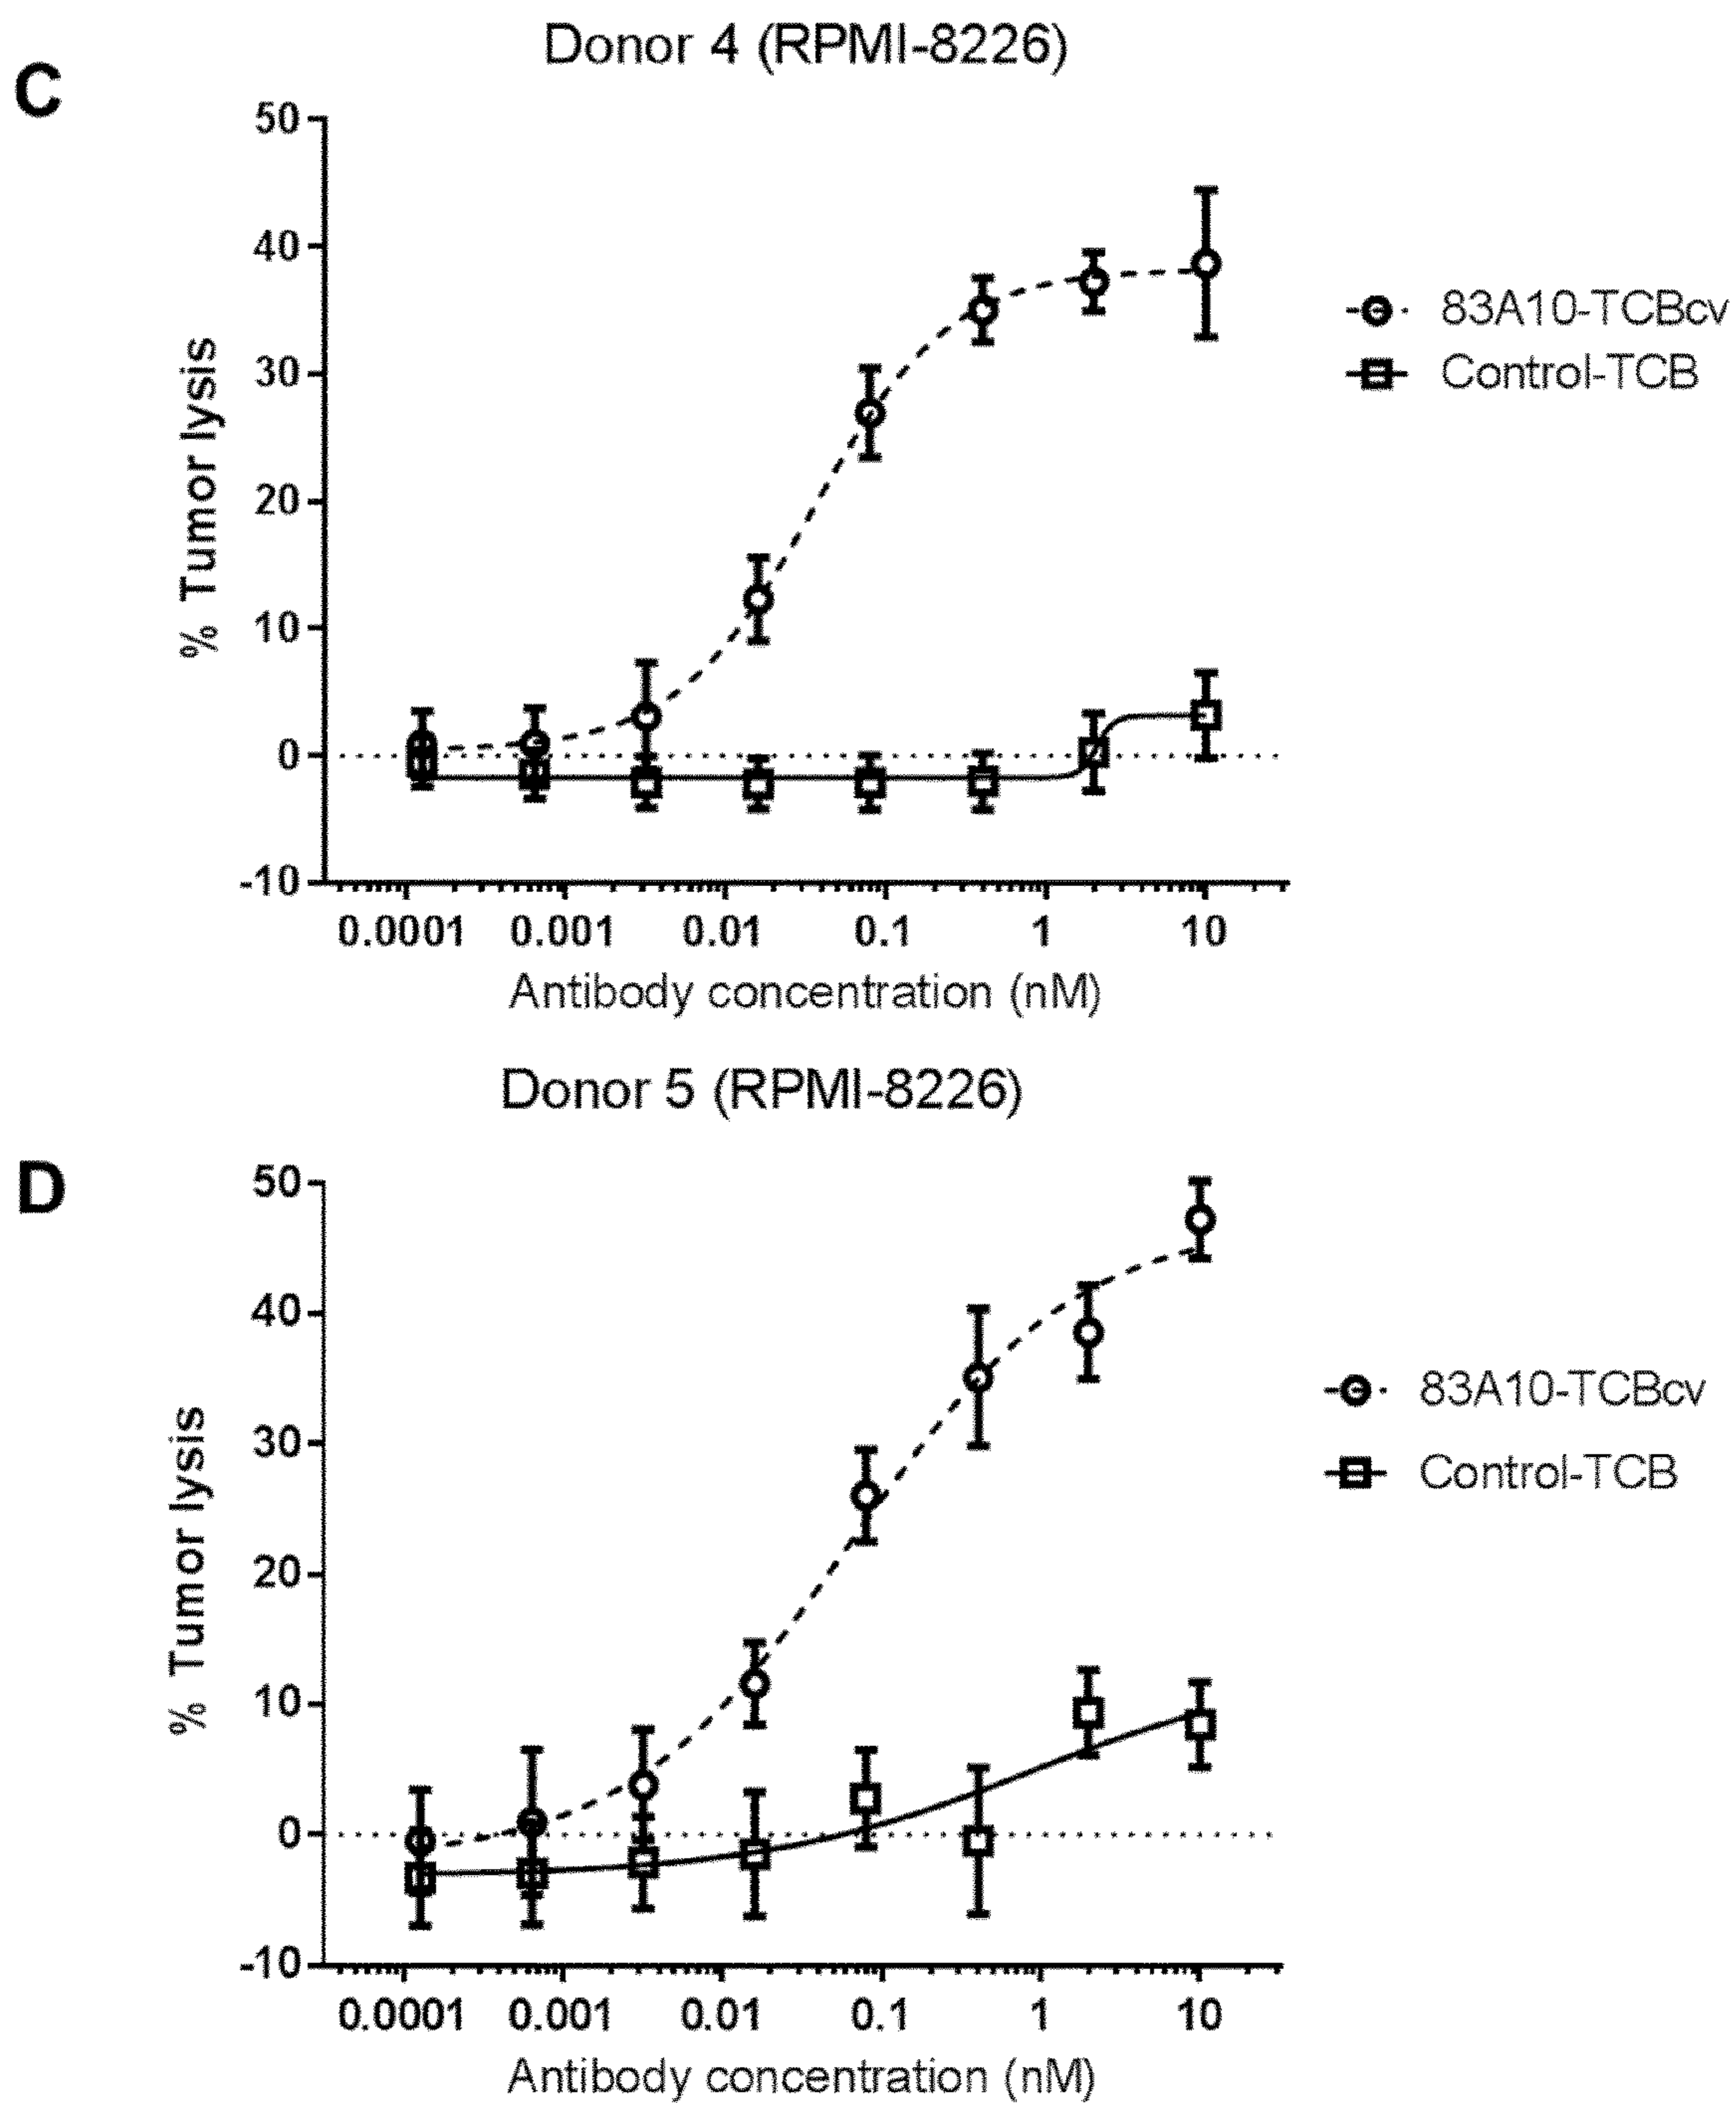 C
Donor 4 (RPMI-8226)
50
40
30
20
10
0
-10
% Tumor lysis
0.0001 0.001 0.01 0.1 1 10
Antibody concentration (nM)
83A10-TCBcv
Control-TCB
Donor 5 (RPMI-8226)
D
50
40
30
20
10
0
-10
% Tumor lysis
0.0001 0.001 0.01 0.1 1 10
Antibody concentration (nM)
83A10-TCBcv
Control-TCB